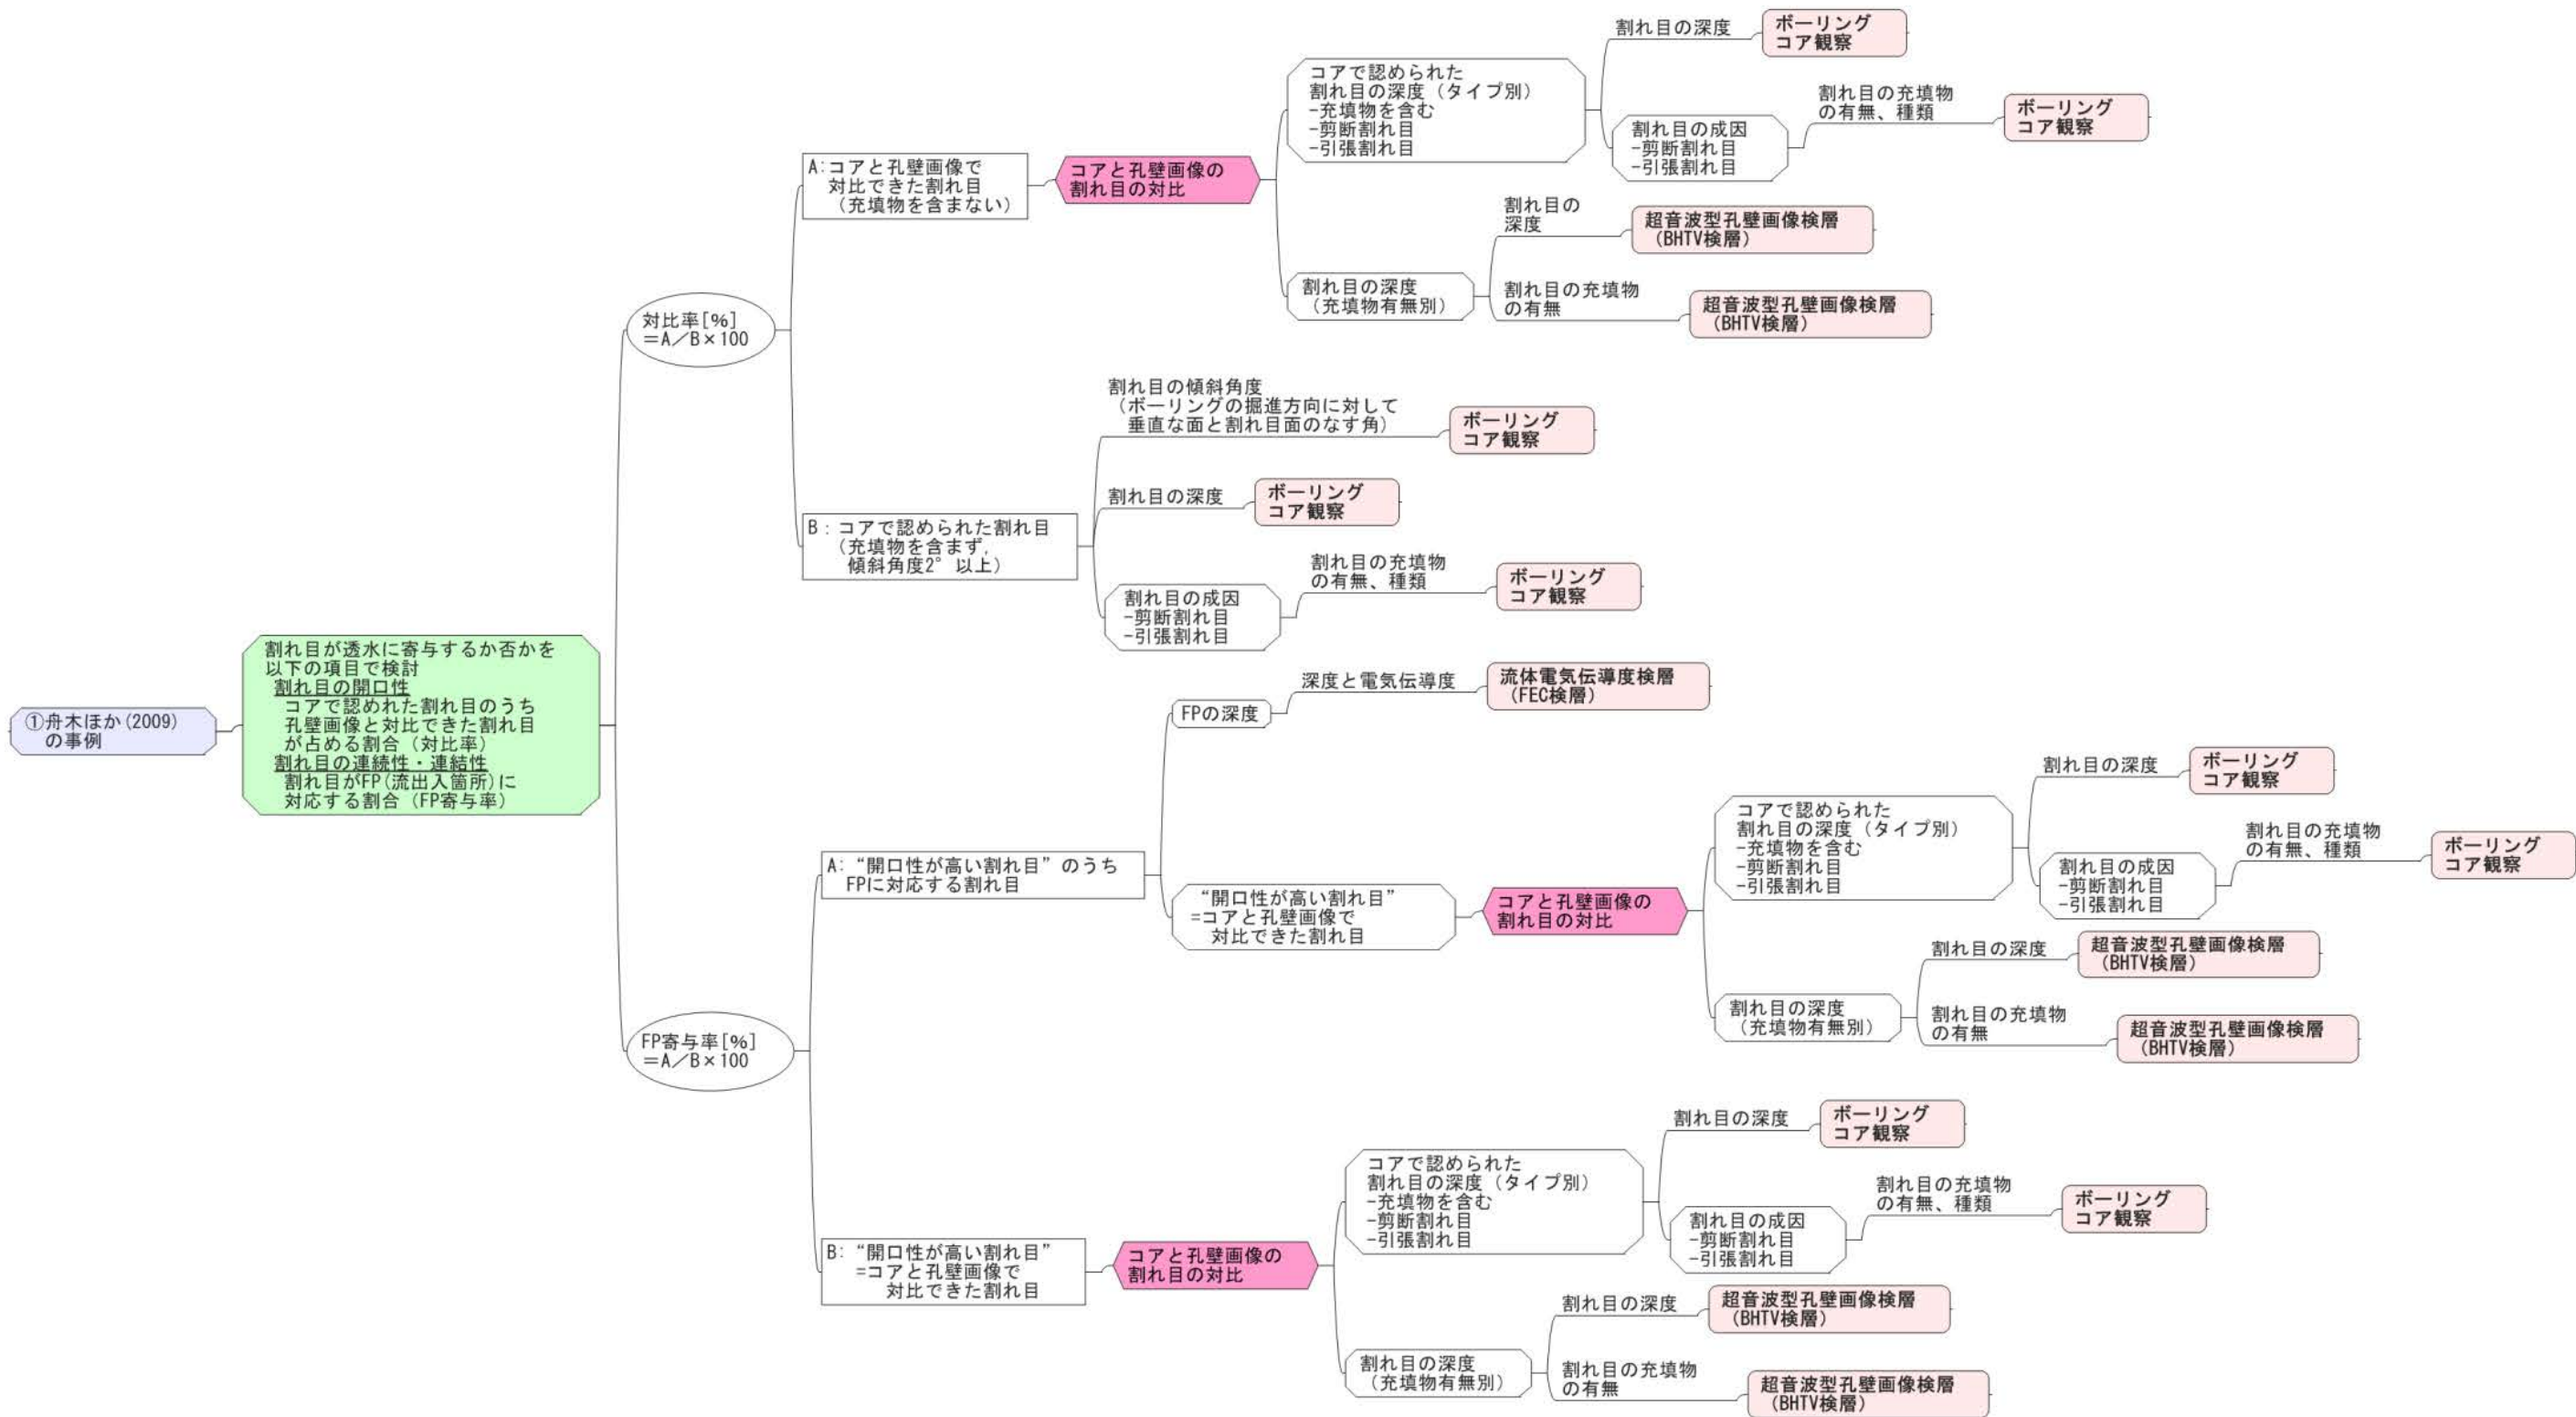 ①舟木ほか(2009)
の事例
割れ目が透水に寄与するか否かを
以下の項目で検討
割れ目の開口性
コアで認めれた割れ目のうち
孔壁画像と対比できた割れ目
が占める割合（対比率）
割れ目の連続性・連結性
割れ目がFP(流出入箇所)に
対応する割合（FP寄与率）
対比率[%]
＝A／B×100
A:コアと孔壁画像で
対比できた割れ目
（充填物を含まない）
コアと孔壁画像の
割れ目の対比
コアで認められた
割れ目の深度（タイプ別）
-充填物を含む
-剪断割れ目
-引張割れ目
割れ目の深度
ボーリング
コア観察
割れ目の成因
-剪断割れ目
-引張割れ目
割れ目の充填物
の有無、種類
ボーリング
コア観察
割れ目の深度
（充填物有無別）
割れ目の
深度
超音波型孔壁画像検層
（BHTV検層）
割れ目の充填物
の有無
超音波型孔壁画像検層
（BHTV検層）
B：コアで認められた割れ目
（充填物を含まず,
傾斜角度2°以上）
割れ目の傾斜角度
（ボーリングの掘進方向に対して
垂直な面と割れ目面のなす角）
ボーリング
コア観察
割れ目の深度
ボーリング
コア観察
割れ目の成因
-剪断割れ目
-引張割れ目
割れ目の充填物
の有無、種類
ボーリング
コア観察
FP寄与率[%]
＝A／B×100
A:“開口性が高い割れ目”のうち
FPに対応する割れ目
FPの深度
深度と電気伝導度
流体電気伝導度検層
（FEC検層）
“開口性が高い割れ目”
=コアと孔壁画像で
対比できた割れ目
コアと孔壁画像の
割れ目の対比
コアで認められた
割れ目の深度（タイプ別）
-充填物を含む
-剪断割れ目
-引張割れ目
割れ目の深度
ボーリング
コア観察
割れ目の成因
-剪断割れ目
-引張割れ目
割れ目の充填物
の有無、種類
ボーリング
コア観察
割れ目の深度
（充填物有無別）
割れ目の深度
超音波型孔壁画像検層
（BHTV検層）
割れ目の充填物
の有無
超音波型孔壁画像検層
（BHTV検層）
B:“開口性が高い割れ目”
=コアと孔壁画像で
対比できた割れ目
コアと孔壁画像の
割れ目の対比
コアで認められた
割れ目の深度（タイプ別）
-充填物を含む
-剪断割れ目
-引張割れ目
割れ目の深度
ボーリング
コア観察
割れ目の成因
-剪断割れ目
-引張割れ目
割れ目の充填物
の有無、種類
ボーリング
コア観察
割れ目の深度
（充填物有無別）
割れ目の深度
超音波型孔壁画像検層
（BHTV検層）
割れ目の充填物
の有無
超音波型孔壁画像検層
（BHTV検層）